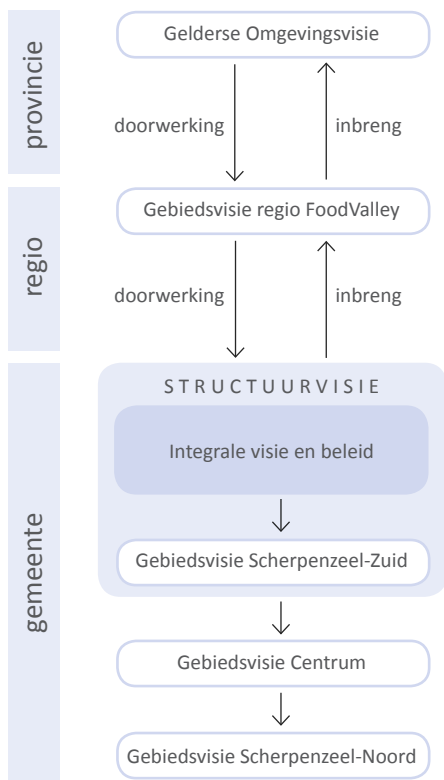 provincie
Gelderse Omgevingsvisie
doorwerking
inbreng
regio
Gebiedsvisie regio FoodValley
doorwerking
inbreng
gemeente
STRUCTUURVISIE
Integrale visie en beleid
Gebiedsvisie Scherpenzeel-Zuid
Gebiedsvisie Centrum
Gebiedsvisie Scherpenzeel-Noord